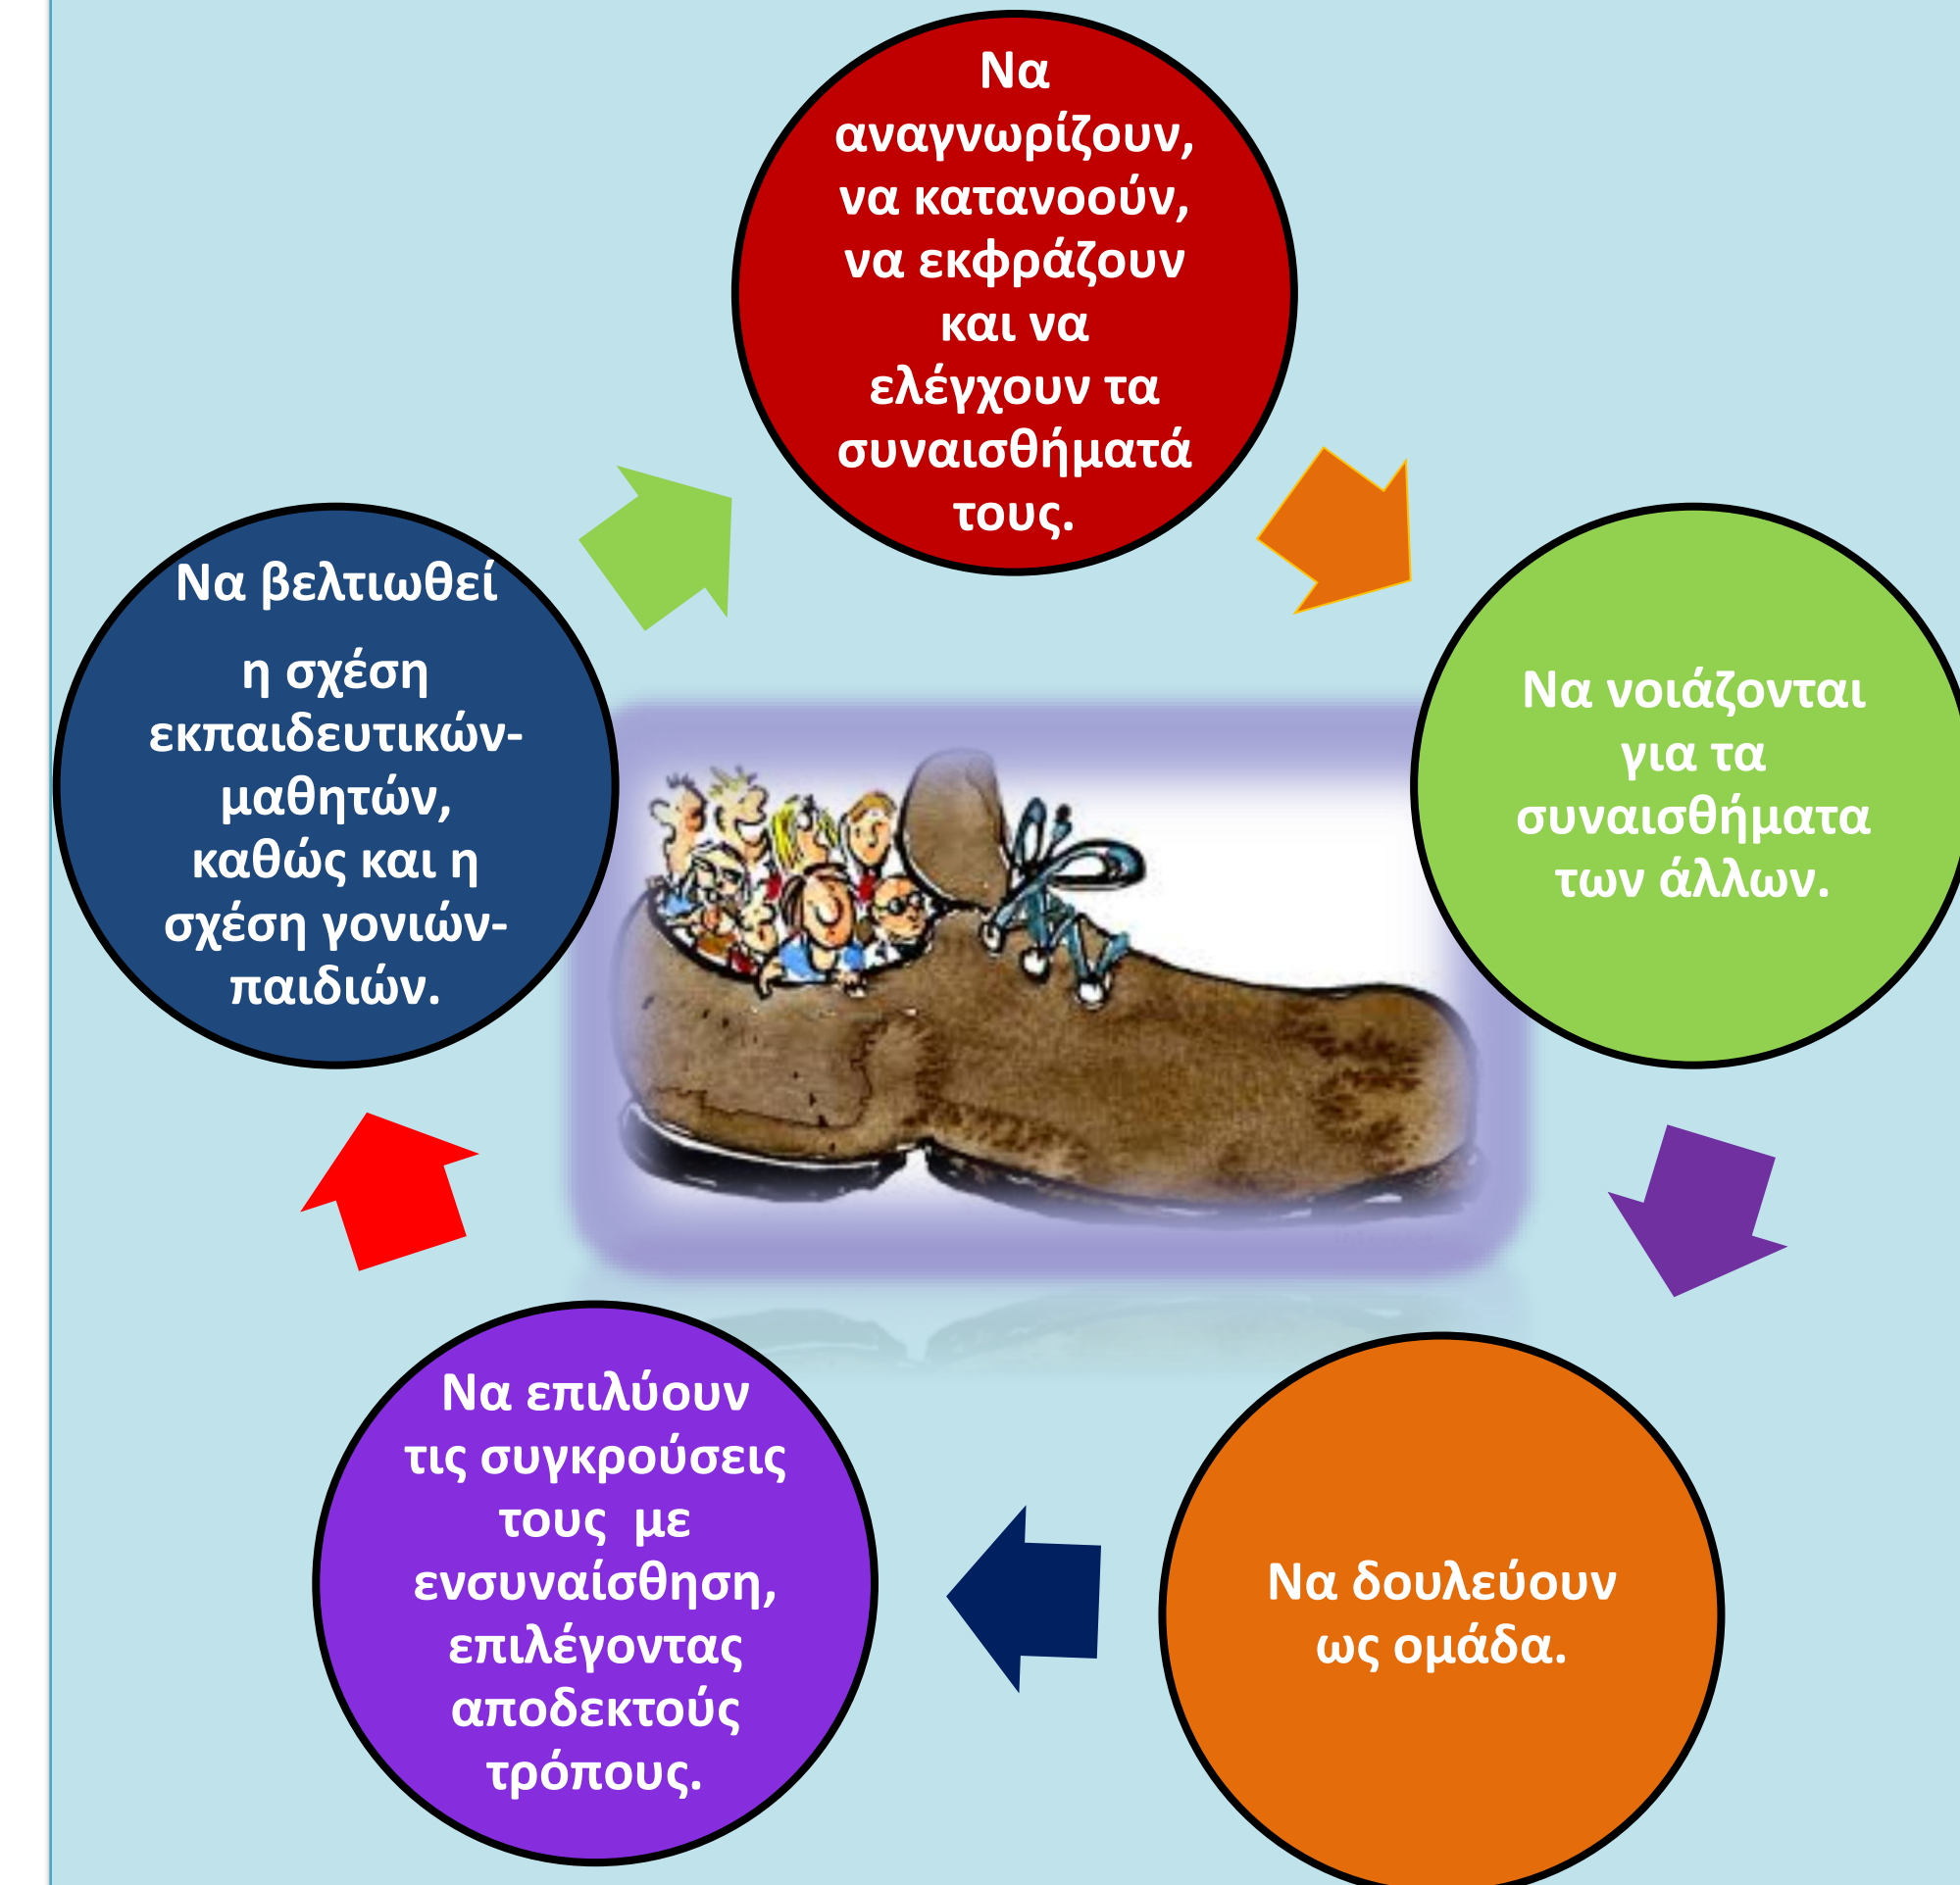 Να
αναγνωρίζουν,
να κατανοούν,
να εκφράζουν
και να
ελέγχουν τα
συναισθήματά
τους.
Να νοιάζονται
για τα
συναισθήματα
των άλλων.
Να δουλεύουν
ως ομάδα.
Να επιλύουν
τις συγκρούσεις
τους  με
ενσυναίσθηση,
επιλέγοντας
αποδεκτούς
τρόπους.
Να βελτιωθεί
η σχέση
εκπαιδευτικών-
μαθητών,
καθώς και η
σχέση γονιών-
παιδιών.